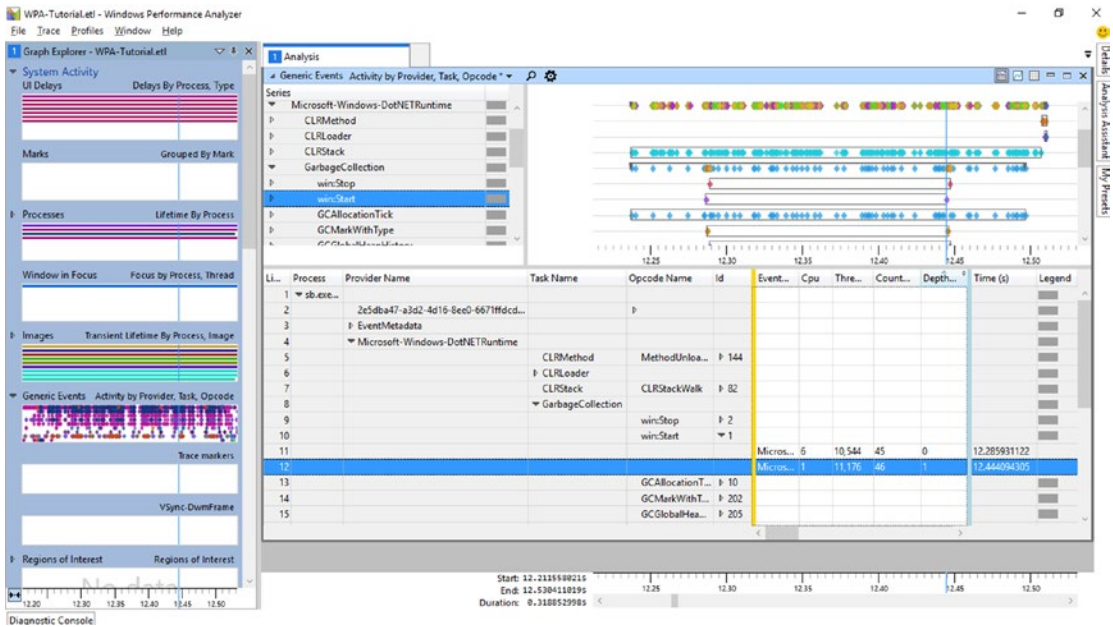 WPA-Tutorial.etl - Windows Performance Analyzer
File Trace Profiles Window Help
1 Graph Explorer - WPA-Tutorial.etl
System Activity
UI Delays Delays By Process, Type
Marks Grouped By Mark
Processes Lifetime By Process
Window in Focus Focus by Process, Thread
Images Transient Lifetime By Process, Image
Generic Events Activity by Provider, Task, Opcode
Trace markers
VSync-DwmFrame
Regions of Interest Regions of Interest
No data
12.20 12.30 12.35 12.40 12.45 12.50
Diagnostic Console
1 Analysis
Generic Events Activity by Provider, Task, Opcode *
Series
Microsoft-Windows-DotNETRuntime
CLRMethod
CLRLoader
CLRStack
GarbageCollection
win:Stop
win:Start
GCAllocationTick
GCMarkWithType
GCGlobalHeapHistory
12.25 12.30 12.35 12.40 12.45 12.50
Li... Process Provider Name Task Name Opcode Name Id Event... Cpu Thre... Count... Depth... Time (s) Legend
1 sb.exe...
2 2e5dba47-a3d2-4d16-8ee0-6671ffdcd...
3 EventMetadata
4 Microsoft-Windows-DotNETRuntime
5 CLRMethod MethodUnloa... 144
6 CLRLoader
7 CLRStack CLRStackWalk 82
8 GarbageCollection
9 win:Stop 2
10 win:Start 1
11 Micros... 6 10,544 45 0 12.285931122
12 Micros... 1 11,176 46 1 12.444094305
13 GCAllocationT... 10
14 GCMarkWithT... 202
15 GCGlobalHea... 205
Start: 12.211558021s
End: 12.530411019s
Duration: 0.318852998s
12.25 12.30 12.35 12.40 12.45 12.50
Details
Analysis Assistant
My Presets